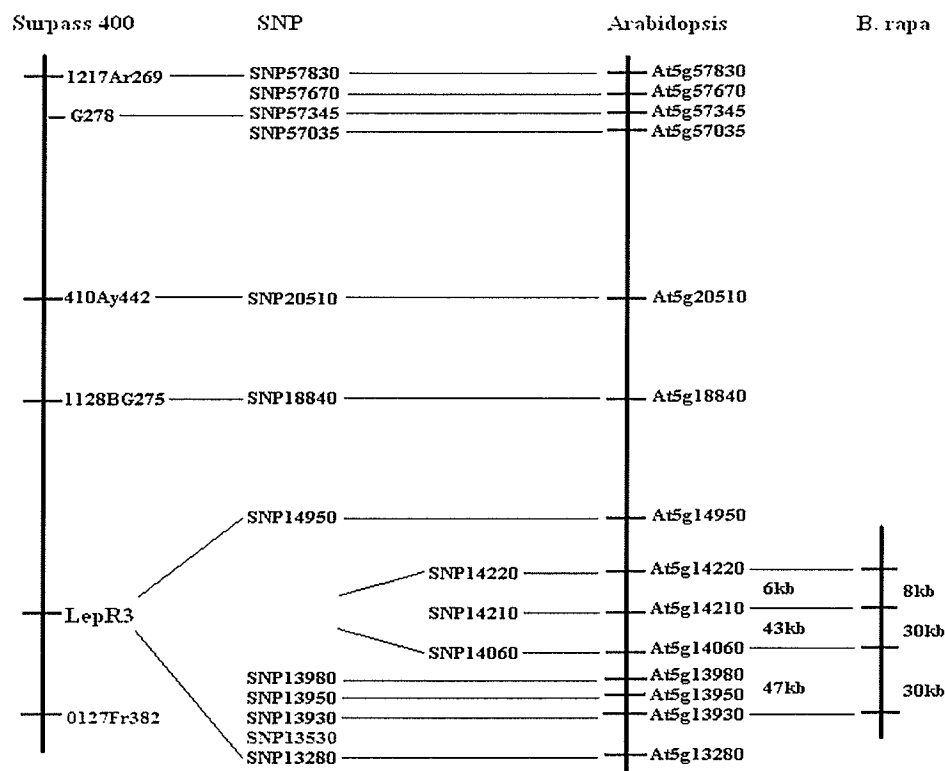 Surpass 400 SNP Arabidopsis B. rapa
1217Ar269 SNP57830 At5g57830
SNP57670 At5g57670
G278 SNP57345 At5g57345
SNP57035 At5g57035
410Ay442 SNP20510 At5g20510
1128BG275 SNP18840 At5g18840
SNP14950 At5g14950
SNP14220 At5g14220
6kb 8kb
LepR3 SNP14210 At5g14210
43kb 30kb
SNP14060 At5g14060
SNP13980 At5g13980
47kb 30kb
SNP13950 At5g13950
0127Fr382 SNP13930 At5g13930
SNP13530
SNP13280 At5g13280